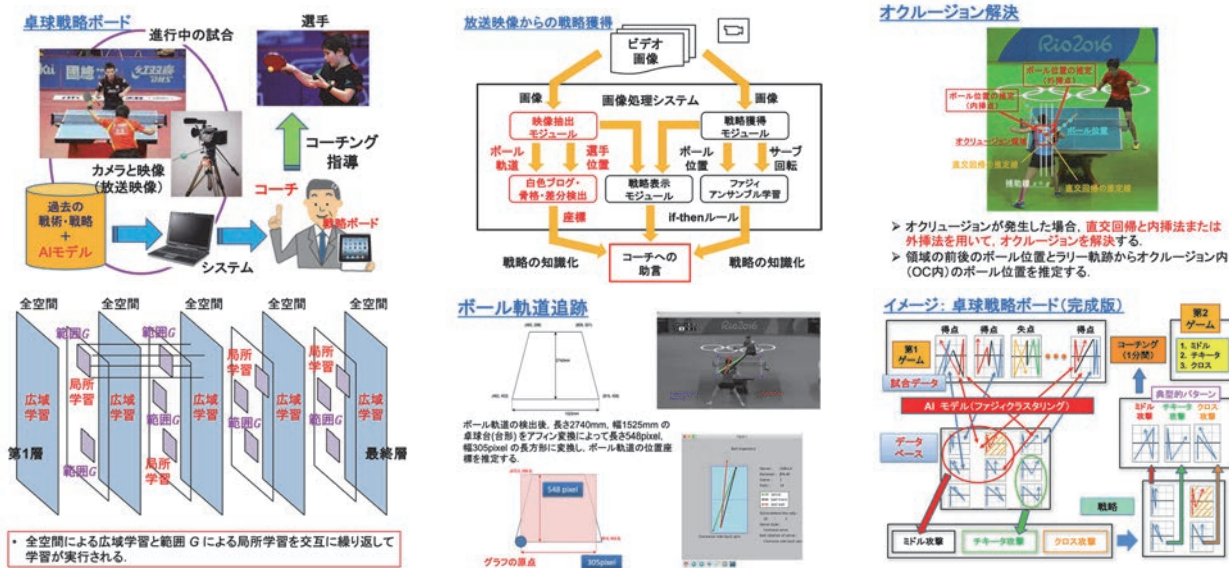 卓球戦略ボード
進行中の試合
選手
カメラと映像
(放送映像)
コーチング
指導
コーチ
戦略ボード
過去の
戦術・戦略
+
AIモデル
システム
放送映像からの戦略獲得
ビデオ
画像
画像
画像処理システム
画像
映像抽出
モジュール
戦略獲得
モジュール
ボール
軌道
選手
位置
ボール
位置
サーブ
回転
白色ブログ・
骨格・差分検出
戦略表示
モジュール
ファジィ
アンサンブル学習
座標
if-thenルール
戦略の知識化
コーチへの
助言
戦略の知識化
オクルージョン解決
Rio2016
ボール位置の推定
(外挿点)
ボール位置の推定
(内挿点)
ボール位置
オクリュージョン領域
直交回帰の推定線
補助線
直交回帰の推定線
➢ オクリュージョンが発生した場合, 直交回帰と内挿法または
外挿法を用いて, オクルージョンを解決する.
➢ 領域の前後のボール位置とラリー軌跡からオクルージョン内
(OC内)のボール位置を推定する.
全空間
全空間
全空間
全空間
全空間
範囲G
範囲G
局所
学習
局所
学習
広域
学習
局所
学習
広域
学習
局所
学習
広域
学習
広域
学習
広域
学習
範囲G
範囲G
範囲G
範囲G
局所
学習
第1層
最終層
• 全空間による広域学習と範囲 G による局所学習を交互に繰り返して
学習が実行される.
ボール軌道追跡
2740mm
Rio2016
ボール軌道の検出後, 長さ2740mm, 幅1525mm の
卓球台(台形)をアフィン変換によって長さ548pixel,
幅305pixel の長方形に変換し, ボール軌道の位置座
標を推定する.
548 pixel
グラフの原点
305pixel
イメージ: 卓球戦略ボード(完成版)
得点
得点
失点
得点
第1
ゲーム
コーチング
(1分間)
第2
ゲーム
1. ミドル
2. チキータ
3. クロス
試合データ
AI モデル(ファジィクラスタリング)
典型的パターン
ミドル
攻撃
チキータ
攻撃
クロス
攻撃
データ
ベース
戦略
ミドル攻撃
チキータ攻撃
クロス攻撃